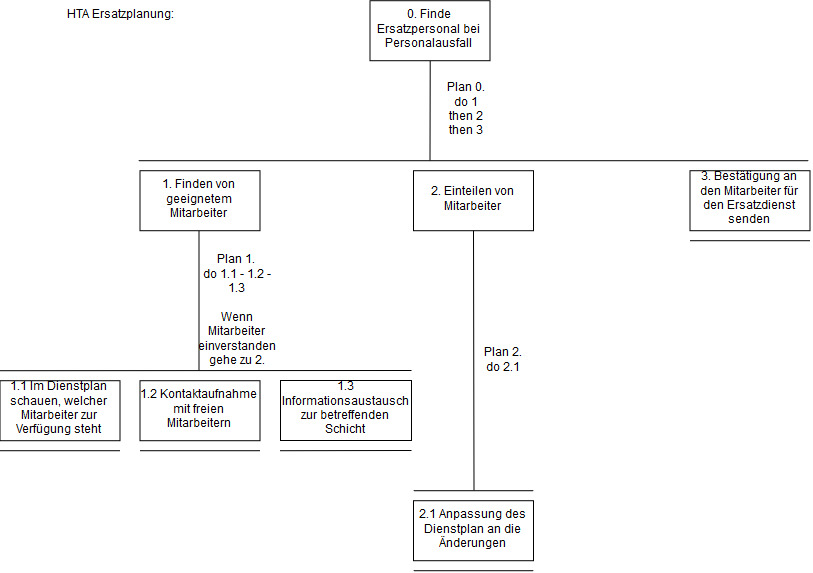 HTA Ersatzplanung:
0. Finde
Ersatzpersonal bei
Personalausfall
Plan 0.
do 1
then 2
then 3
1. Finden von
geeignetem
Mitarbeiter
2. Einteilen von
Mitarbeiter
3. Bestätigung an
den Mitarbeiter für
den Ersatzdienst
senden
Plan 1.
do 1.1 - 1.2 -
1.3
Wenn
Mitarbeiter
einverstanden
gehe zu 2.
Plan 2.
do 2.1
1.1 Im Dienstplan
schauen, welcher
Mitarbeiter zur
Verfügung steht
1.2 Kontaktaufnahme
mit freien
Mitarbeitern
1.3
Informationsaustausch
zur betreffenden
Schicht
2.1 Anpassung des
Dienstplan an die
Änderungen